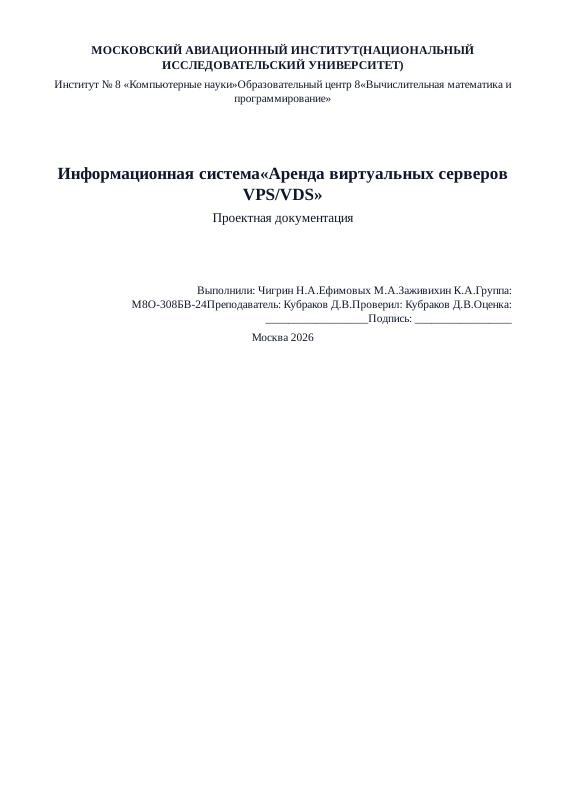 МОСКОВСКИЙ АВИАЦИОННЫЙ ИНСТИТУТ(НАЦИОНАЛЬНЫЙ
ИССЛЕДОВАТЕЛЬСКИЙ УНИВЕРСИТЕТ)
Институт № 8 «Компьютерные науки»Образовательный центр 8«Вычислительная математика и
программирование»
Информационная система«Аренда виртуальных серверов
VPS/VDS»
Проектная документация
Выполнили: Чигрин Н.А.Ефимовых М.А.Заживихин К.А.Группа:
М8О-308БВ-24Преподаватель: Кубраков Д.В.Проверил: Кубраков Д.В.Оценка:
__________________Подпись: _________________
Москва 2026